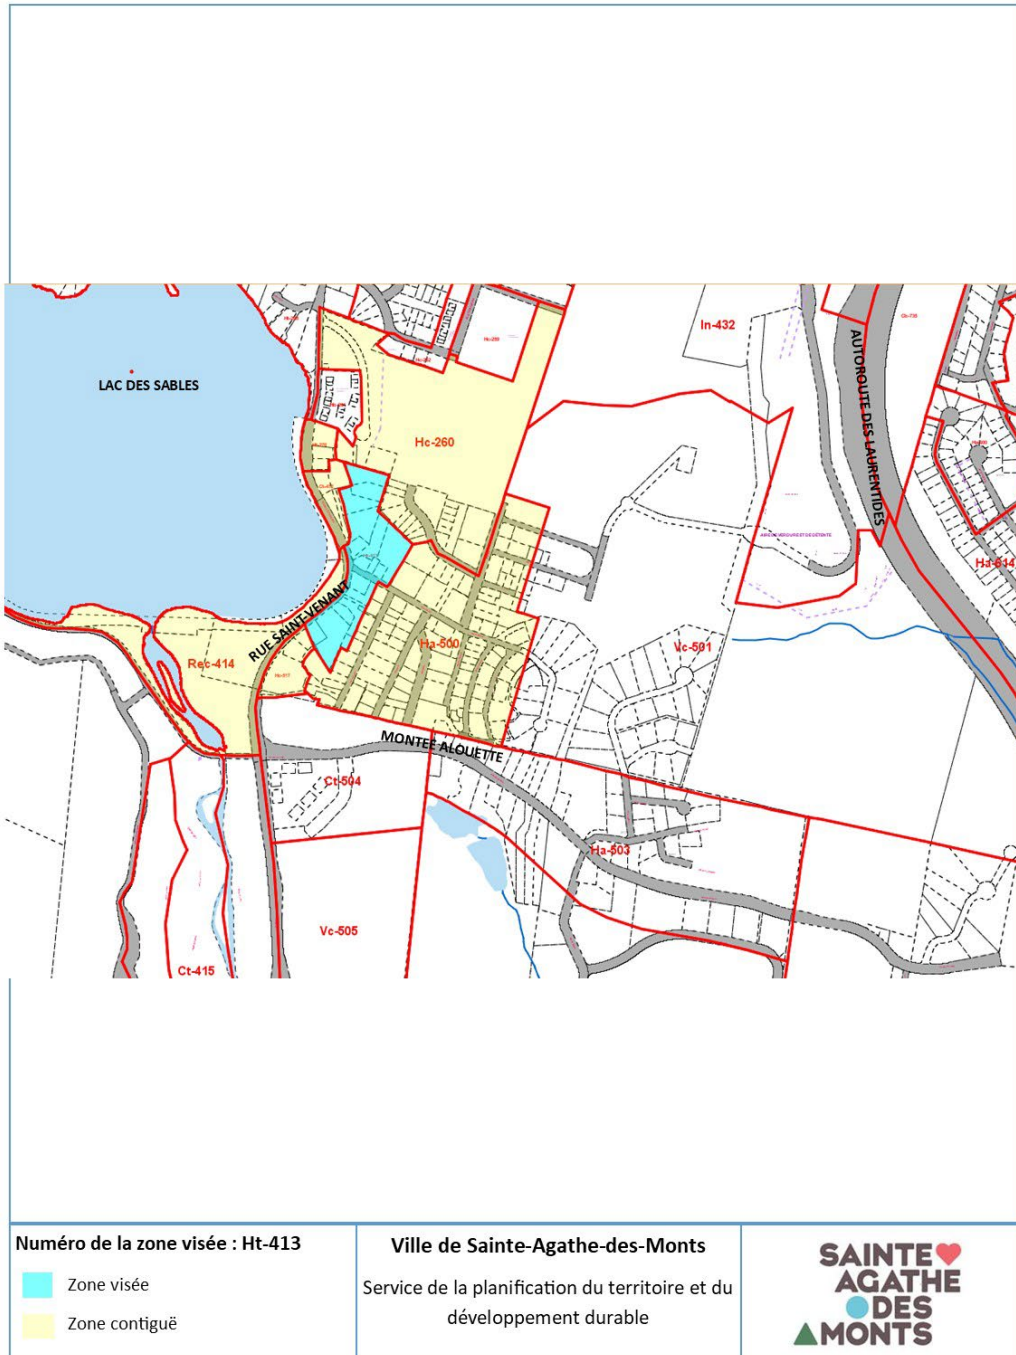 In-432
LAC DES SABLES
AUTOROUTE DES LAURENTIDES
Hc-260
Ha-614
RUE SAINT-VENANT
Ha-500
Vc-501
Rec-414
MONTEÉ ALOUETTE
Ct-504
Ha-503
Vc-505
Ct-415
Numéro de la zone visée : Ht-413
Zone visée
Zone contiguë
Ville de Sainte-Agathe-des-Monts
Service de la planification du territoire et du
développement durable
SAINTE
AGATHE
DES
MONTS